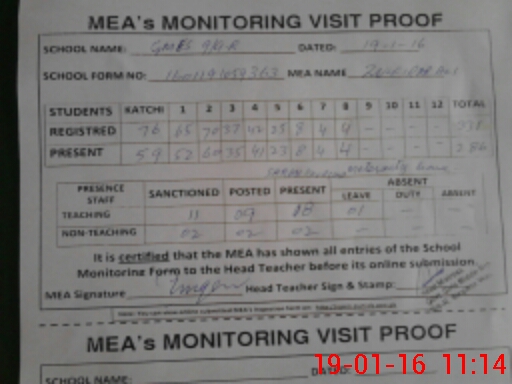 MEA's MONITORING VISIT PROOF
SCHOOL NAME: GMES DATED: 19-1-16
SCHOOL FORM NO: MEA NAME
STUDENTS KATCHI 1 2 3 4 5 6 7 8 9 10 11 12 TOTAL
REGISTRED 76 65 70 37 42 25 8 4 4 - - - -
PRESENT 59 52 60 35 41 23 8 4 4 - - - - 286
PRESENCE STAFF SANCTIONED POSTED PRESENT ABSENT
LEAVE DUTY ABSENT
TEACHING 11 09 01 - -
NON-TEACHING 02 02 02 - - -
It is certified that the MEA has shown all entries of the School
Monitoring Form to the Head Teacher before its online submission
MEA Signature Head Teacher Sign & Stamp:
MEA's MONITORING VISIT PROOF
SCHOOL NAME: DATED:
19-01-16 11:14